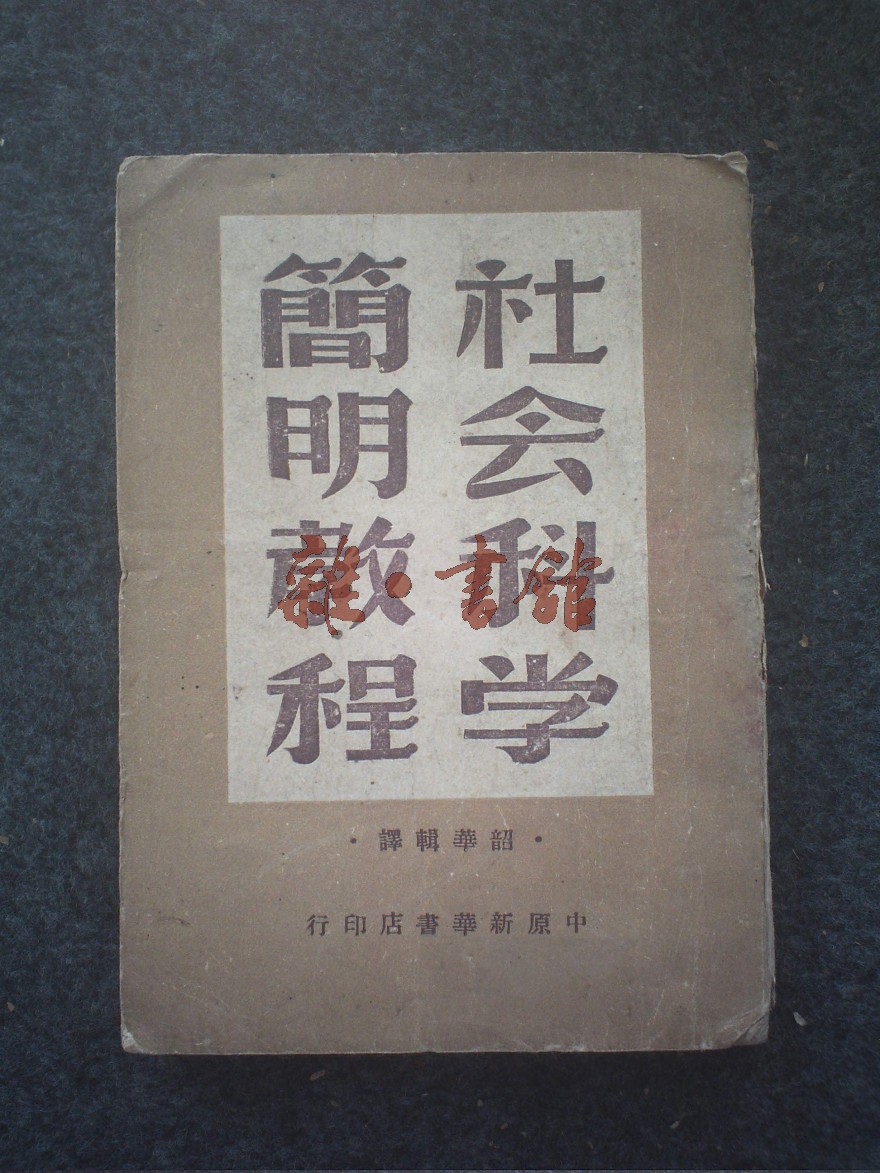 社会科学
簡明教程
·韶華輯譯·
中原新華書店印行
雜·書館